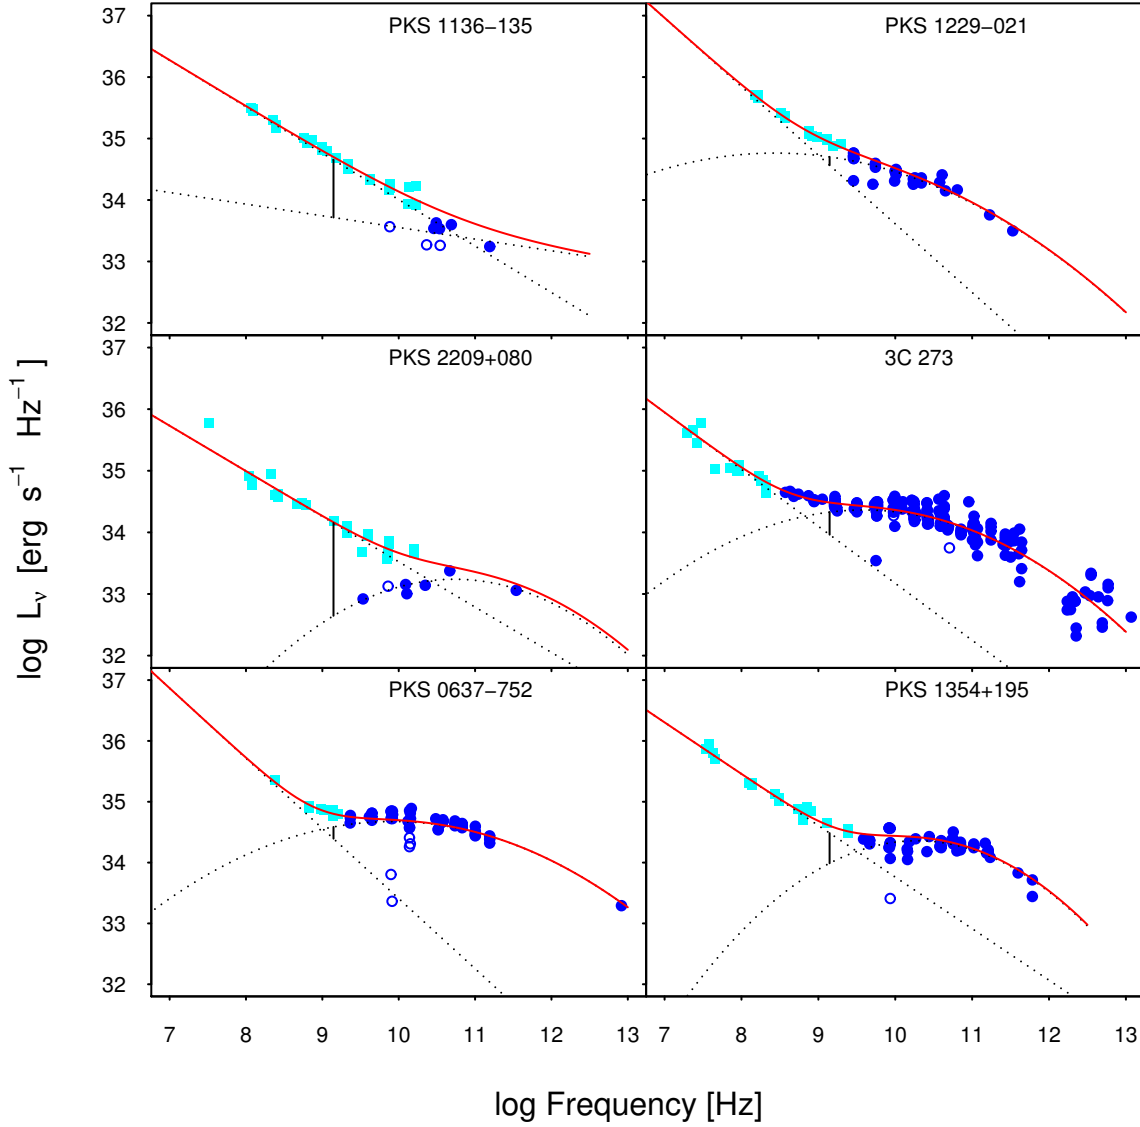 PKS 1136−135
PKS 1229−021
37
36
35
34
33
32
PKS 2209+080
3C 273
37
36
35
34
33
32
PKS 0637−752
PKS 1354+195
37
36
35
34
33
32
7 8 9 10 11 12 13
7 8 9 10 11 12 13
log Frequency [Hz]
log Lν [erg s⁻¹ Hz⁻¹]